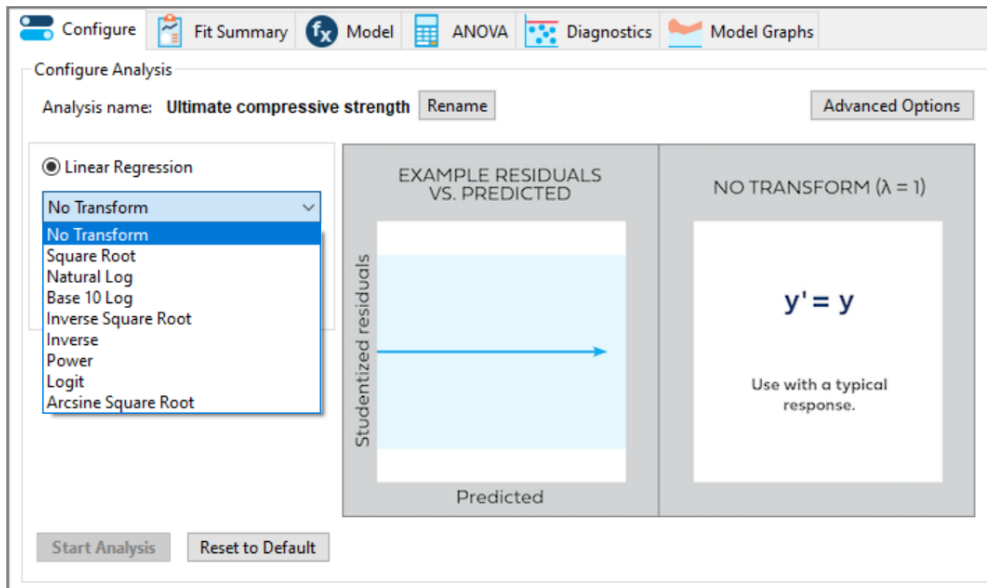 Configure
Fit Summary
fx Model
ANOVA
Diagnostics
Model Graphs
Configure Analysis
Analysis name: Ultimate compressive strength Rename Advanced Options
Linear Regression
No Transform
No Transform
Square Root
Natural Log
Base 10 Log
Inverse Square Root
Inverse
Power
Logit
Arcsine Square Root
EXAMPLE RESIDUALS
VS. PREDICTED
Studentized residuals
Predicted
NO TRANSFORM (λ = 1)
y' = y
Use with a typical
response.
Start Analysis Reset to Default